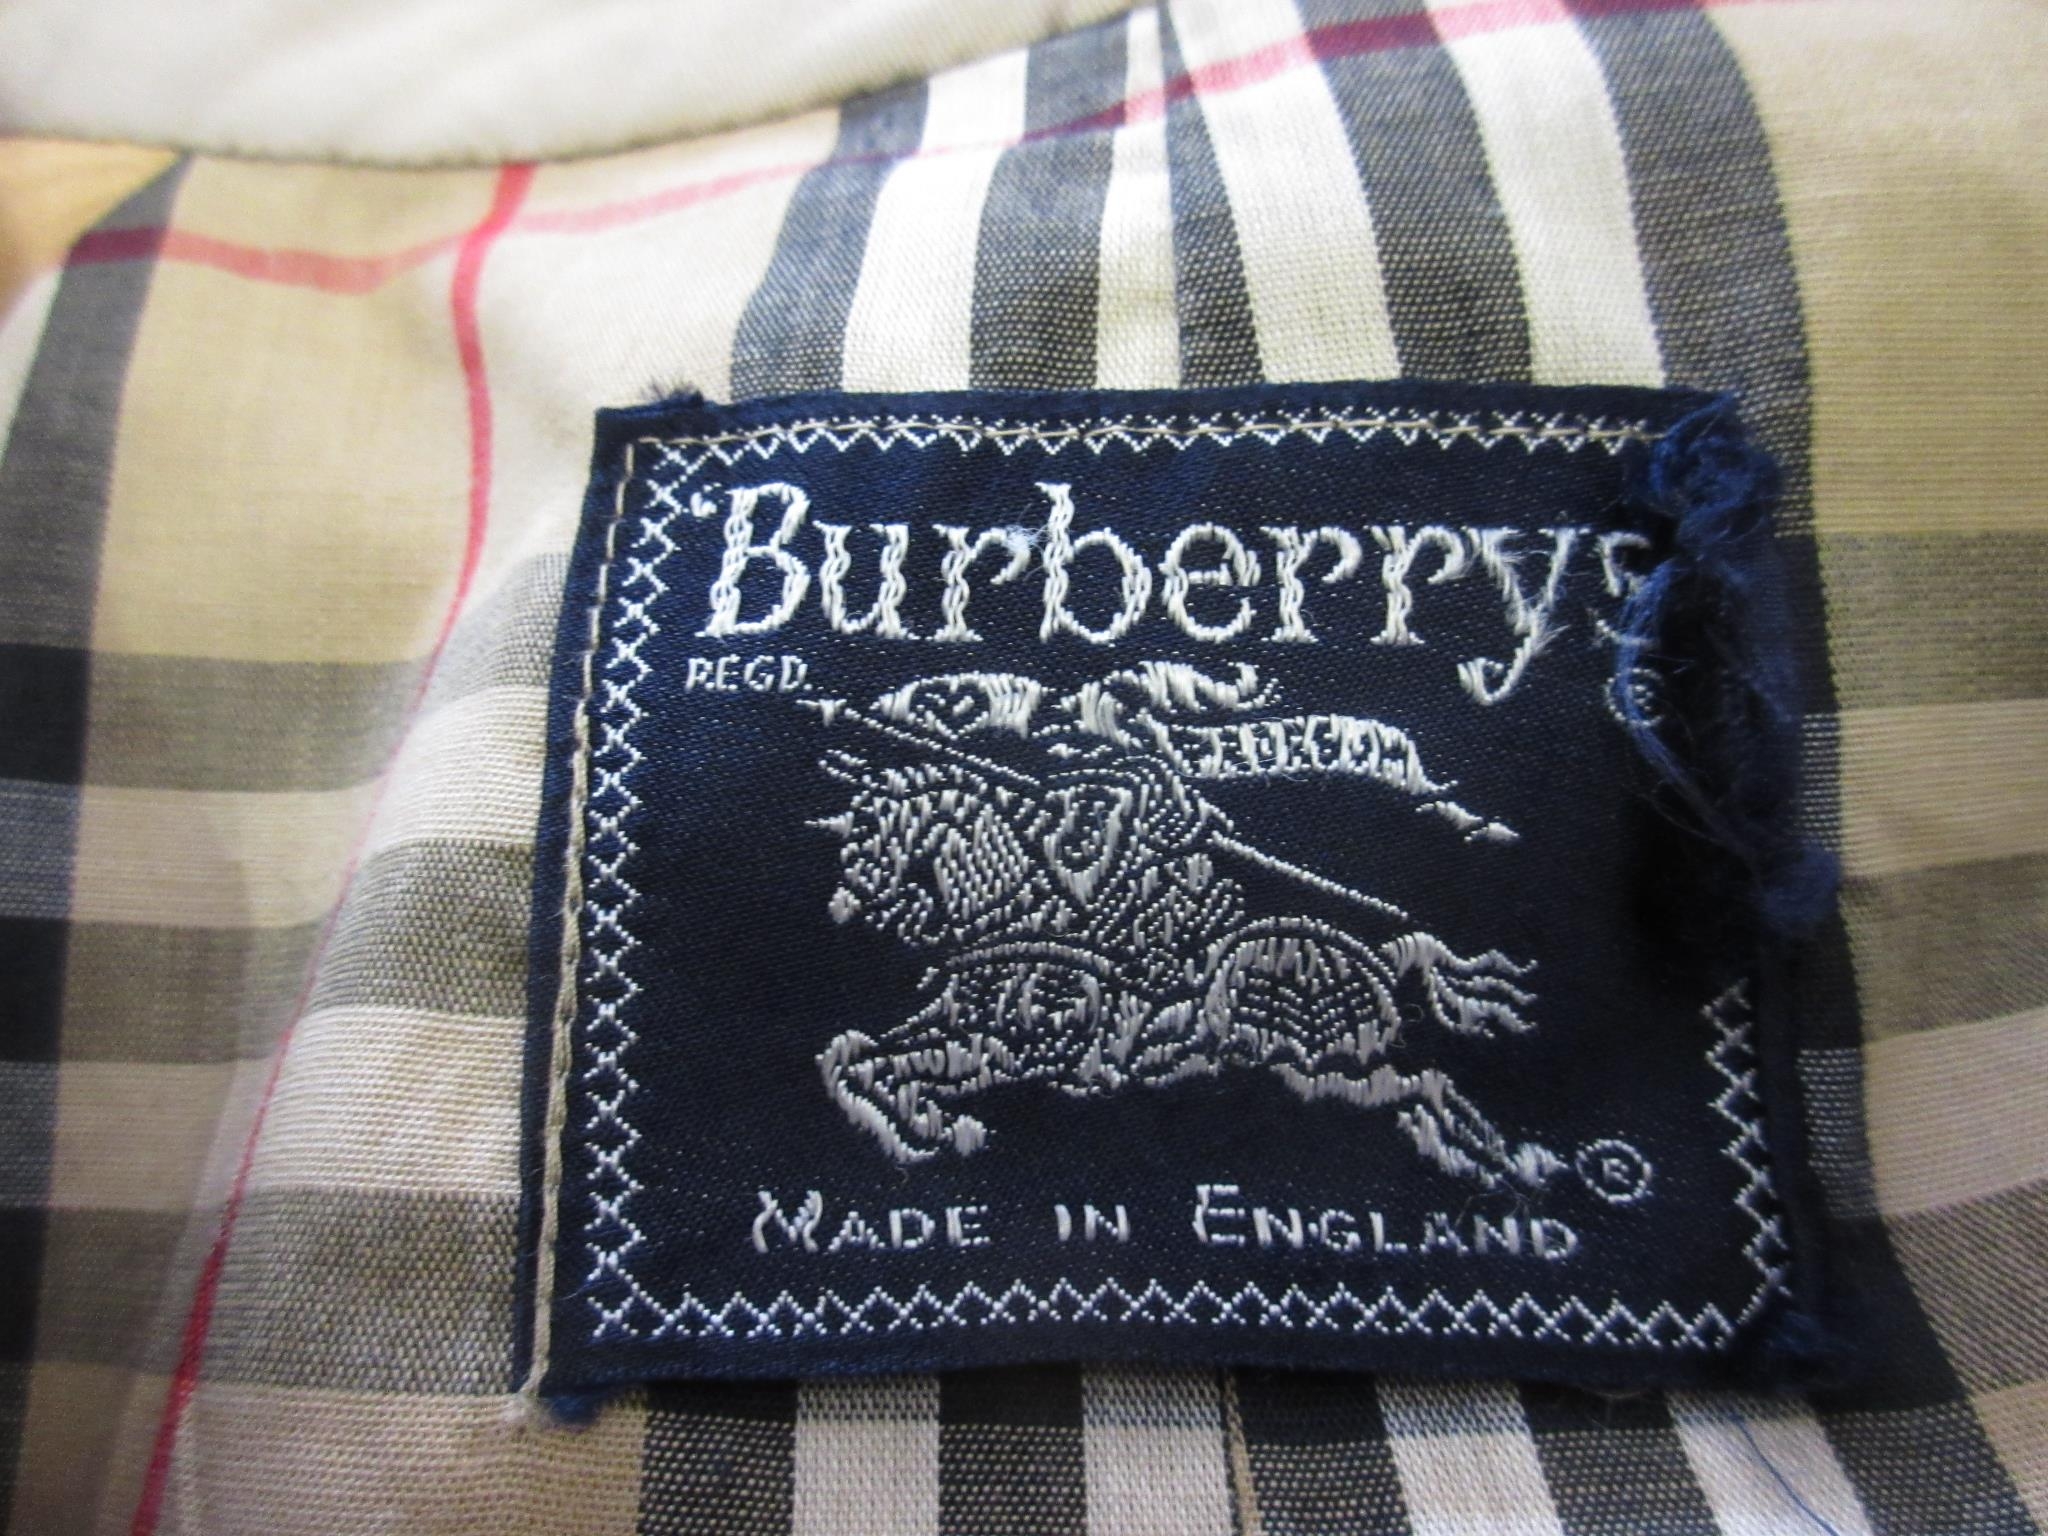 "Burberrys
REGD.
®
MADE IN ENGLAND